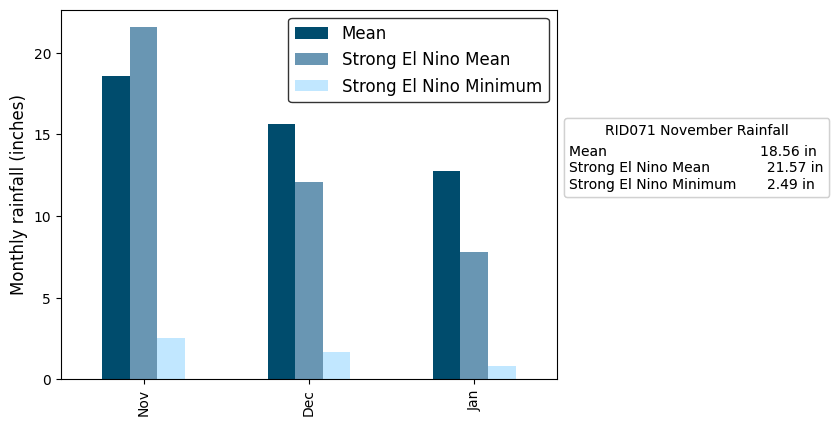 Monthly rainfall (inches)
20
15
10
5
0
Nov
Dec
Jan
Mean
Strong El Nino Mean
Strong El Nino Minimum
RID071 November Rainfall
Mean 18.56 in
Strong El Nino Mean 21.57 in
Strong El Nino Minimum 2.49 in